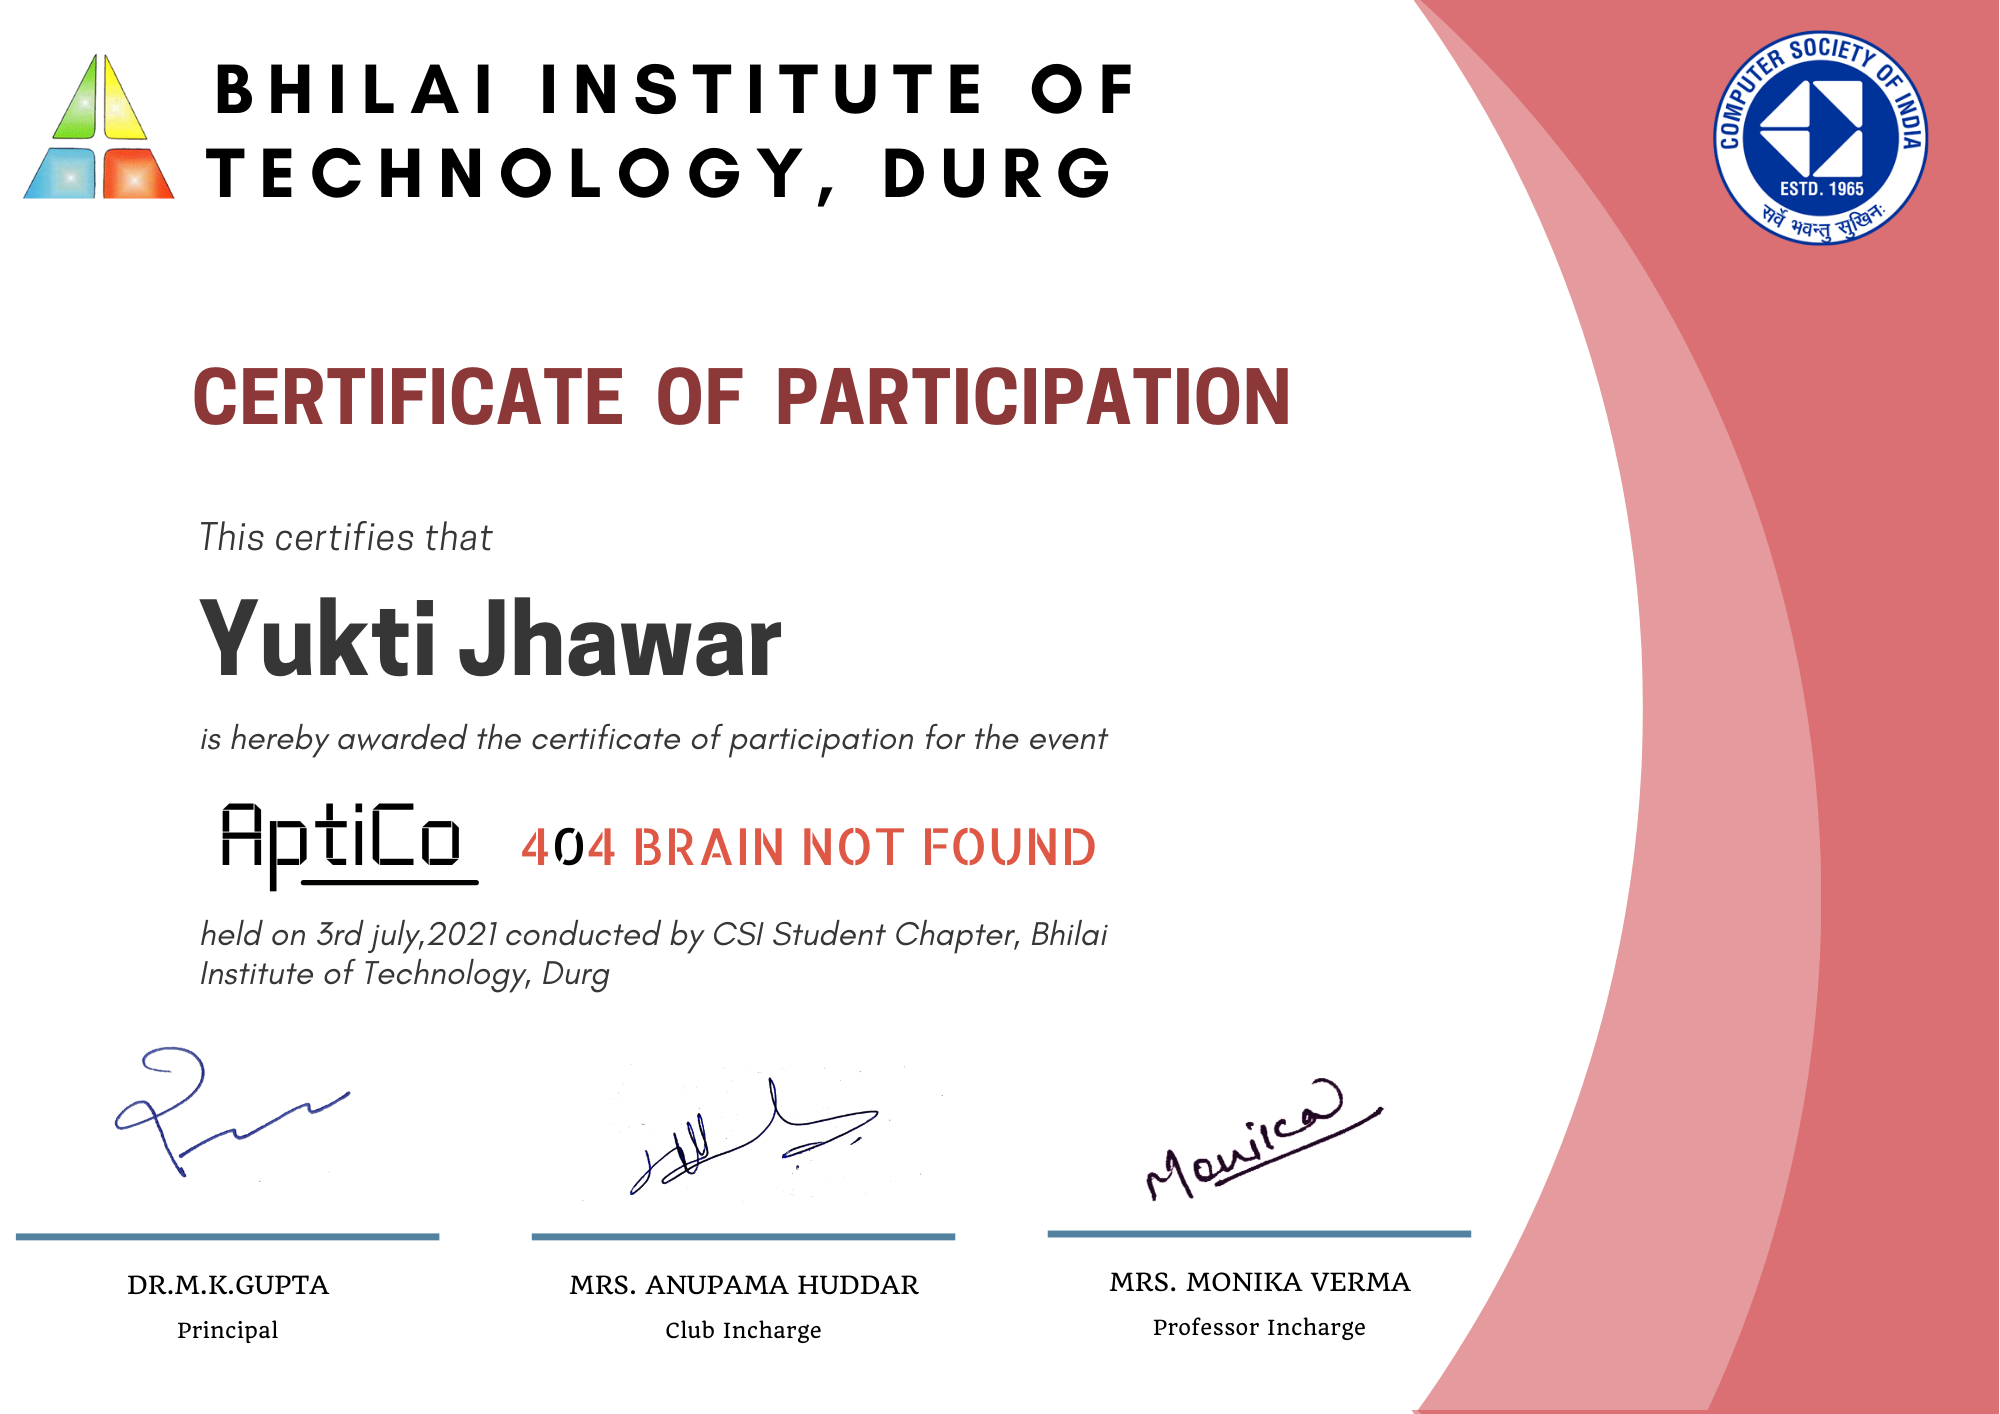 BHILAI INSTITUTE OF
TECHNOLOGY, DURG
COMPUTER SOCIETY OF INDIA
ESTD. 1965
सर्वे भवन्तु सुखिनः
CERTIFICATE OF PARTICIPATION
This certifies that
Yukti Jhawar
is hereby awarded the certificate of participation for the event
AptiCo 404 BRAIN NOT FOUND
held on 3rd july,2021 conducted by CSI Student Chapter, Bhilai
Institute of Technology, Durg
Monika
DR.M.K.GUPTA
Principal
MRS. ANUPAMA HUDDAR
Club Incharge
MRS. MONIKA VERMA
Professor Incharge